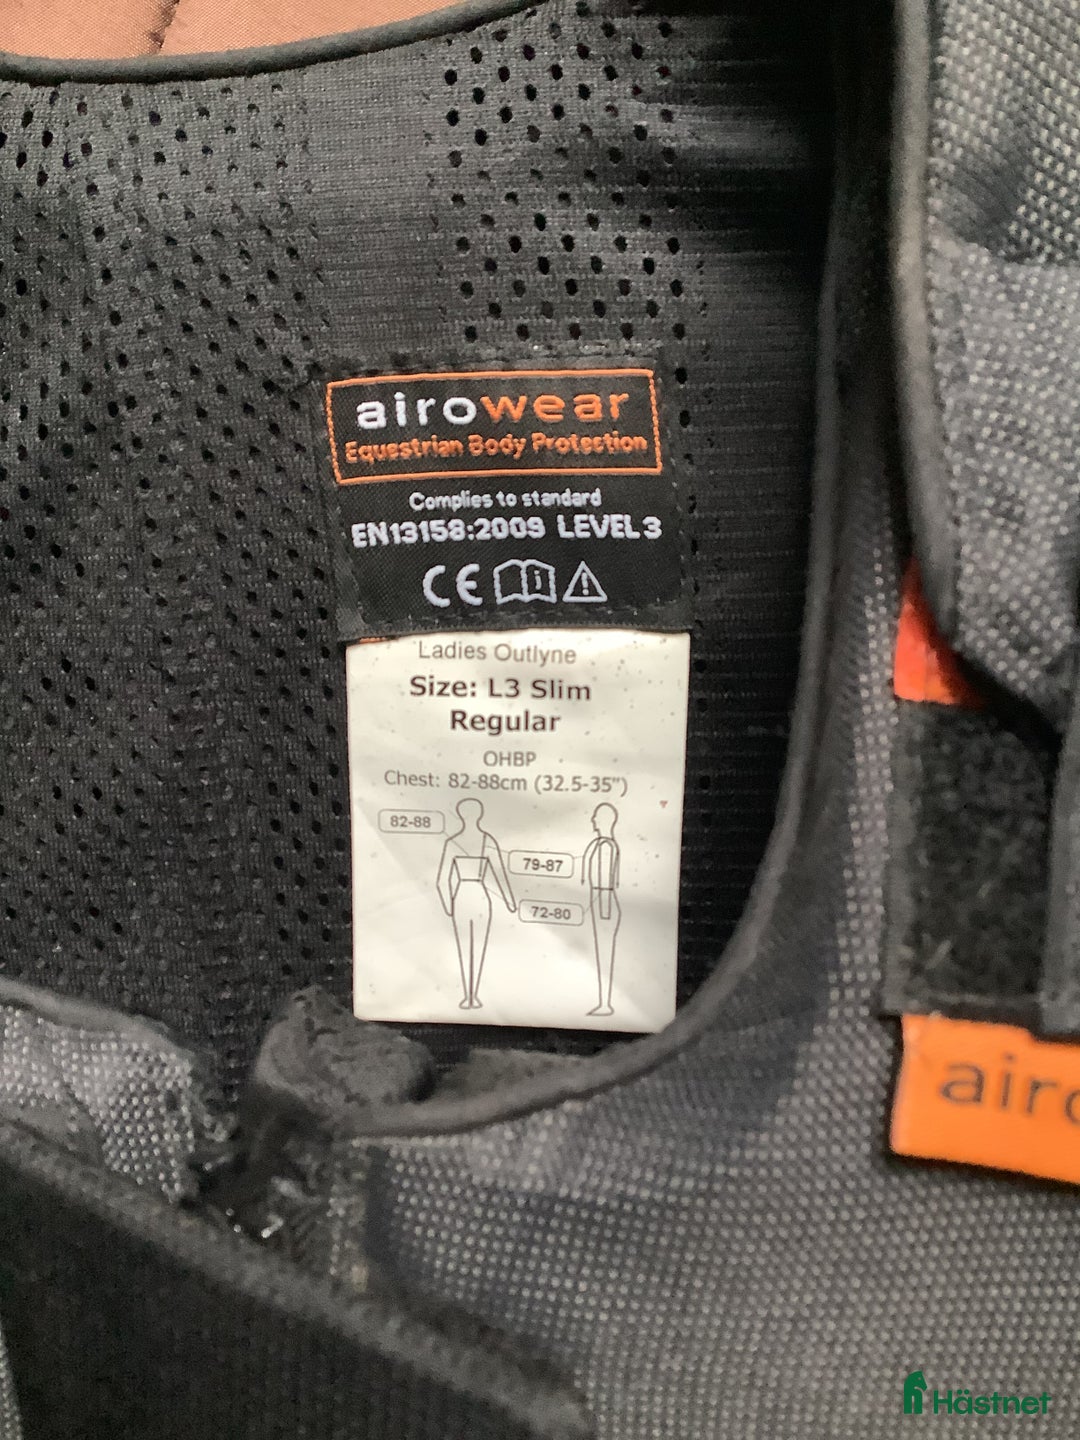 airowear
Equestrian Body Protection
Complies to standard
EN13158:2009 LEVEL 3
CE
Ladies Outlyne
Size: L3 Slim
Regular
OHBP
Chest: 82-88cm (32.5-35")
82-88
79-87
72-80
airo
Hästnet